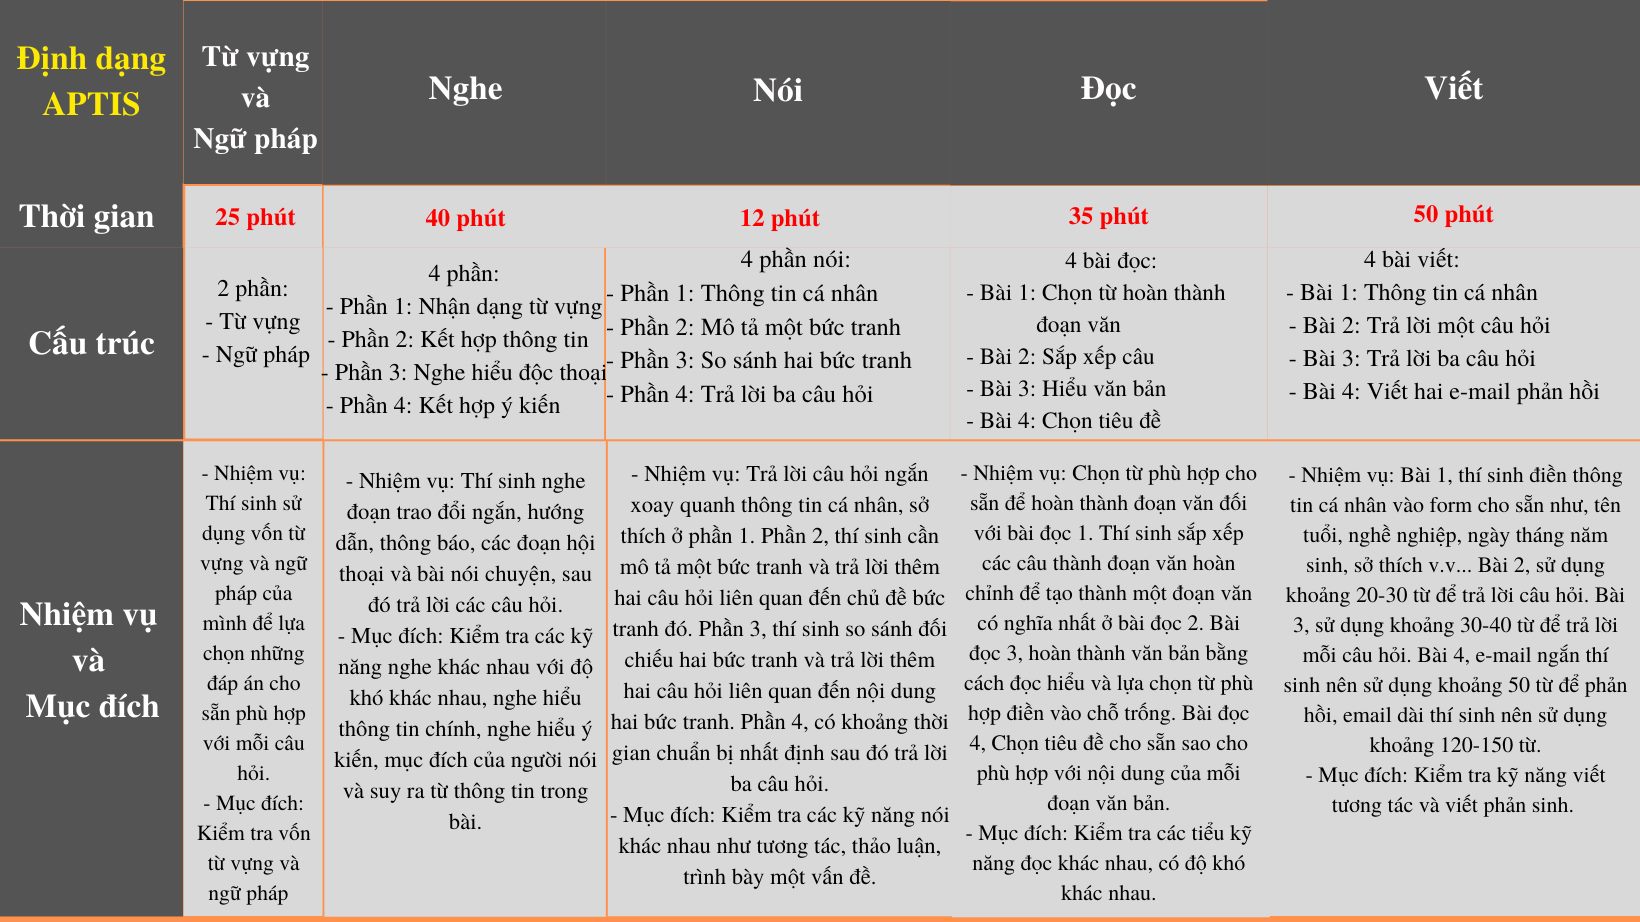 Định dạng
APTIS
Từ vựng
và
Ngữ pháp
Nghe
Nói
Đọc
Viết
Thời gian
25 phút
40 phút
12 phút
35 phút
50 phút
Cấu trúc
2 phần:
- Từ vựng
- Ngữ pháp
4 phần:
- Phần 1: Nhận dạng từ vựng
- Phần 2: Kết hợp thông tin
- Phần 3: Nghe hiểu độc thoại
- Phần 4: Kết hợp ý kiến
4 phần nói:
- Phần 1: Thông tin cá nhân
- Phần 2: Mô tả một bức tranh
- Phần 3: So sánh hai bức tranh
- Phần 4: Trả lời ba câu hỏi
4 bài đọc:
- Bài 1: Chọn từ hoàn thành
đoạn văn
- Bài 2: Sắp xếp câu
- Bài 3: Hiểu văn bản
- Bài 4: Chọn tiêu đề
4 bài viết:
- Bài 1: Thông tin cá nhân
- Bài 2: Trả lời một câu hỏi
- Bài 3: Trả lời ba câu hỏi
- Bài 4: Viết hai e-mail phản hồi
Nhiệm vụ
và
Mục đích
- Nhiệm vụ:
Thí sinh sử
dụng vốn từ
vựng và ngữ
pháp của
mình để lựa
chọn những
đáp án cho
sẵn phù hợp
với mỗi câu
hỏi.
- Mục đích:
Kiểm tra vốn
từ vựng và
ngữ pháp
- Nhiệm vụ: Thí sinh nghe
đoạn trao đổi ngắn, hướng
dẫn, thông báo, các đoạn hội
thoại và bài nói chuyện, sau
đó trả lời các câu hỏi.
- Mục đích: Kiểm tra các kỹ
năng nghe khác nhau với độ
khó khác nhau, nghe hiểu
thông tin chính, nghe hiểu ý
kiến, mục đích của người nói
và suy ra từ thông tin trong
bài.
- Nhiệm vụ: Trả lời câu hỏi ngắn
xoay quanh thông tin cá nhân, sở
thích ở phần 1. Phần 2, thí sinh cần
mô tả một bức tranh và trả lời thêm
hai câu hỏi liên quan đến chủ đề bức
tranh đó. Phần 3, thí sinh so sánh đối
chiếu hai bức tranh và trả lời thêm
hai câu hỏi liên quan đến nội dung
hai bức tranh. Phần 4, có khoảng thời
gian chuẩn bị nhất định sau đó trả lời
ba câu hỏi.
- Mục đích: Kiểm tra các kỹ năng nói
khác nhau như tương tác, thảo luận,
trình bày một vấn đề.
- Nhiệm vụ: Chọn từ phù hợp cho
sẵn để hoàn thành đoạn văn đối
với bài đọc 1. Thí sinh sắp xếp
các câu thành đoạn văn hoàn
chỉnh để tạo thành một đoạn văn
có nghĩa nhất ở bài đọc 2. Bài
đọc 3, hoàn thành văn bản bằng
cách đọc hiểu và lựa chọn từ phù
hợp điền vào chỗ trống. Bài đọc
4, Chọn tiêu đề cho sẵn sao cho
phù hợp với nội dung của mỗi
đoạn văn bản.
- Mục đích: Kiểm tra các tiểu kỹ
năng đọc khác nhau, có độ khó
khác nhau.
- Nhiệm vụ: Bài 1, thí sinh điền thông
tin cá nhân vào form cho sẵn như, tên
tuổi, nghề nghiệp, ngày tháng năm
sinh, sở thích v.v... Bài 2, sử dụng
khoảng 20-30 từ để trả lời câu hỏi. Bài
3, sử dụng khoảng 30-40 từ để trả lời
mỗi câu hỏi. Bài 4, e-mail ngắn thí
sinh nên sử dụng khoảng 50 từ để phản
hồi, email dài thí sinh nên sử dụng
khoảng 120-150 từ.
- Mục đích: Kiểm tra kỹ năng viết
tương tác và viết phản sinh.